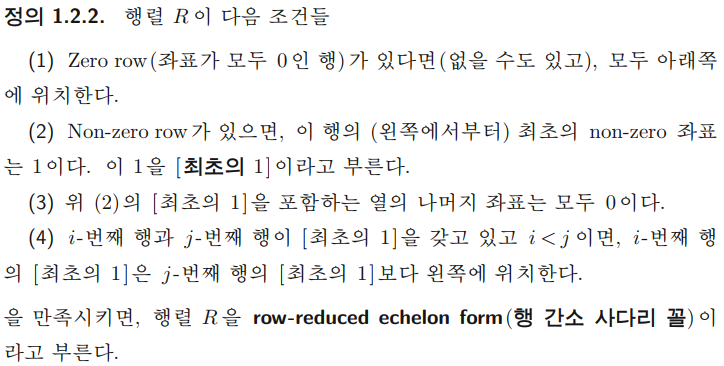 정의 1.2.2. 행렬 R이 다음 조건들
(1) Zero row(좌표가 모두 0인 행)가 있다면(없을 수도 있고), 모두 아래쪽
에 위치한다.
(2) Non-zero row가 있으면, 이 행의 (왼쪽에서부터) 최초의 non-zero 좌표
는 1이다. 이 1을 [최초의 1]이라고 부른다.
(3) 위 (2)의 [최초의 1]을 포함하는 열의 나머지 좌표는 모두 0이다.
(4) i-번째 행과 j-번째 행이 [최초의 1]을 갖고 있고 i<j이면, i-번째 행
의 [최초의 1]은 j-번째 행의 [최초의 1]보다 왼쪽에 위치한다.
을 만족시키면, 행렬 R을 row-reduced echelon form(행 간소 사다리 꼴)이
라고 부른다.